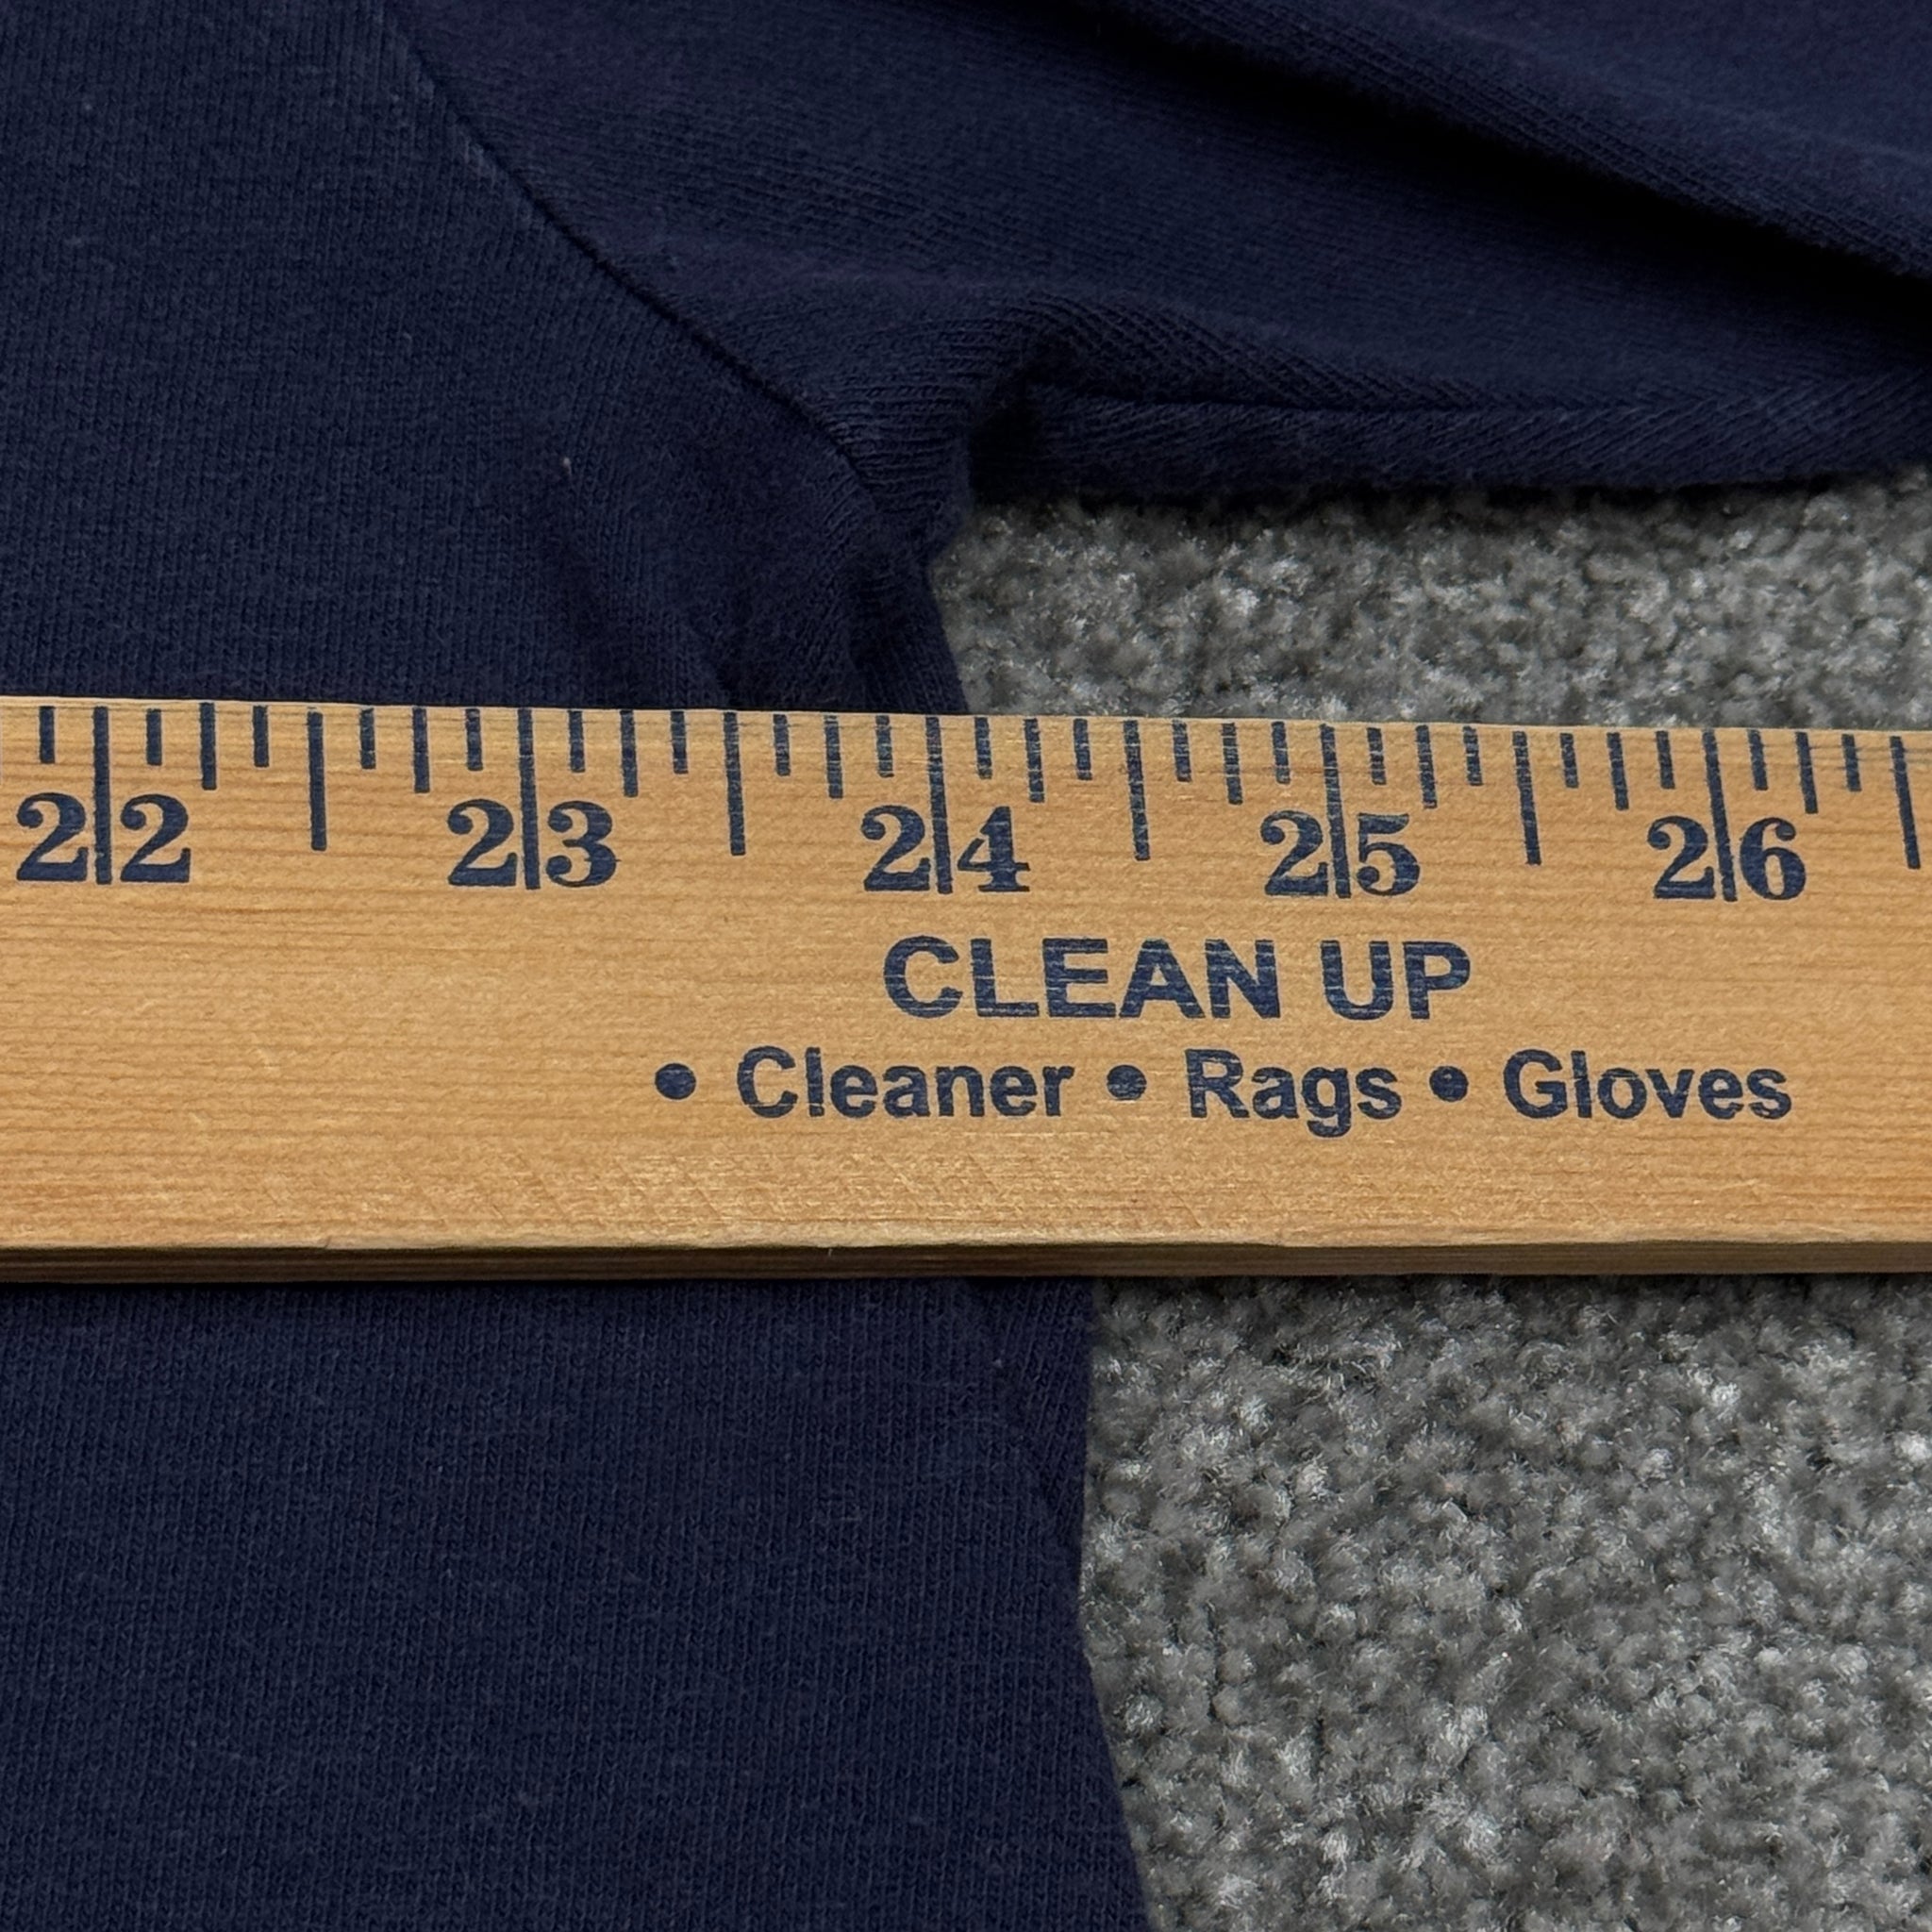 22 23 24 25 26
CLEAN UP
• Cleaner • Rags • Gloves